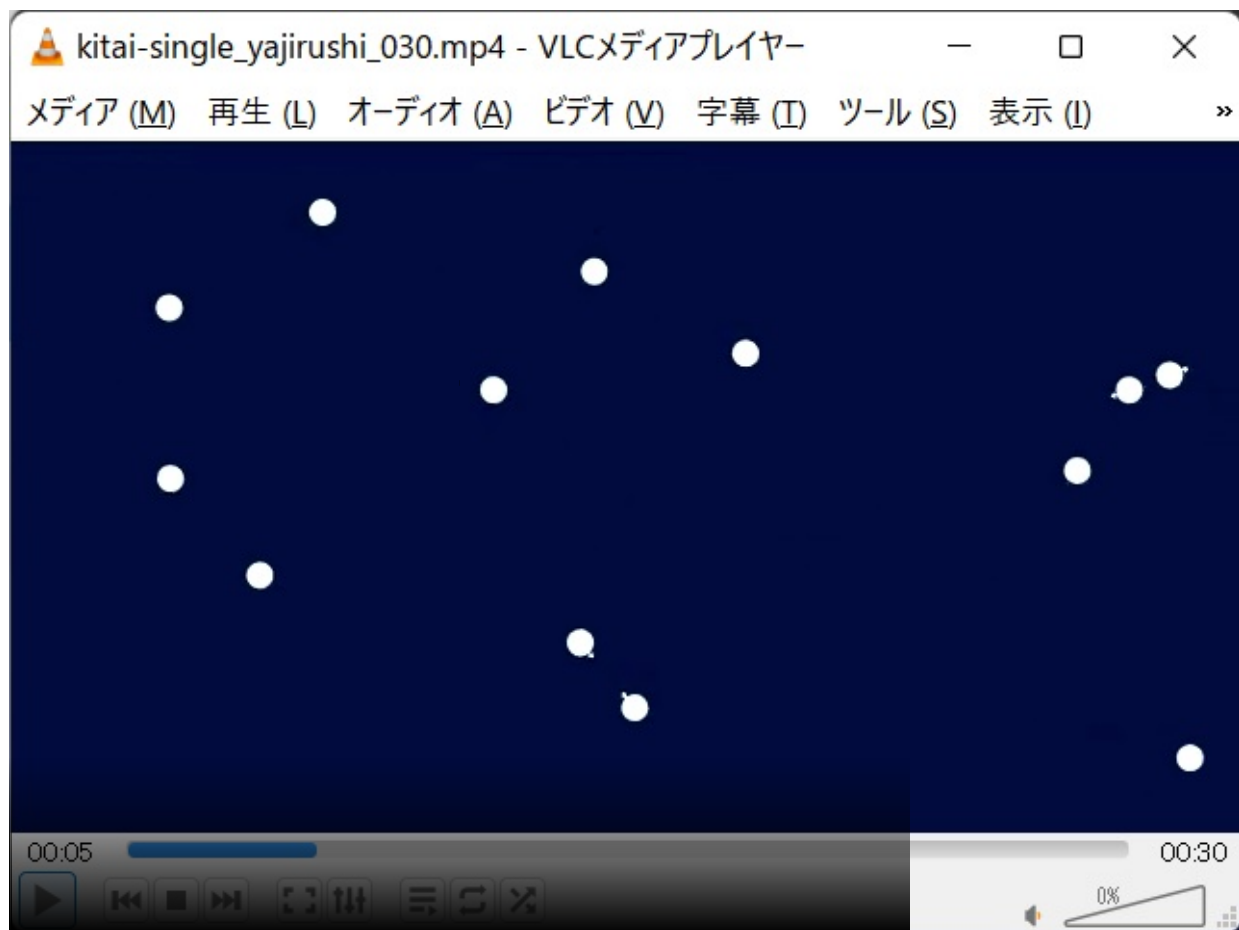 kitai-single_yajirushi_030.mp4 - VLCメディアプレイヤー
メディア (M) 再生 (L) オーディオ (A) ビデオ (V) 字幕 (T) ツール (S) 表示 (I) »
00:05 00:30
0%